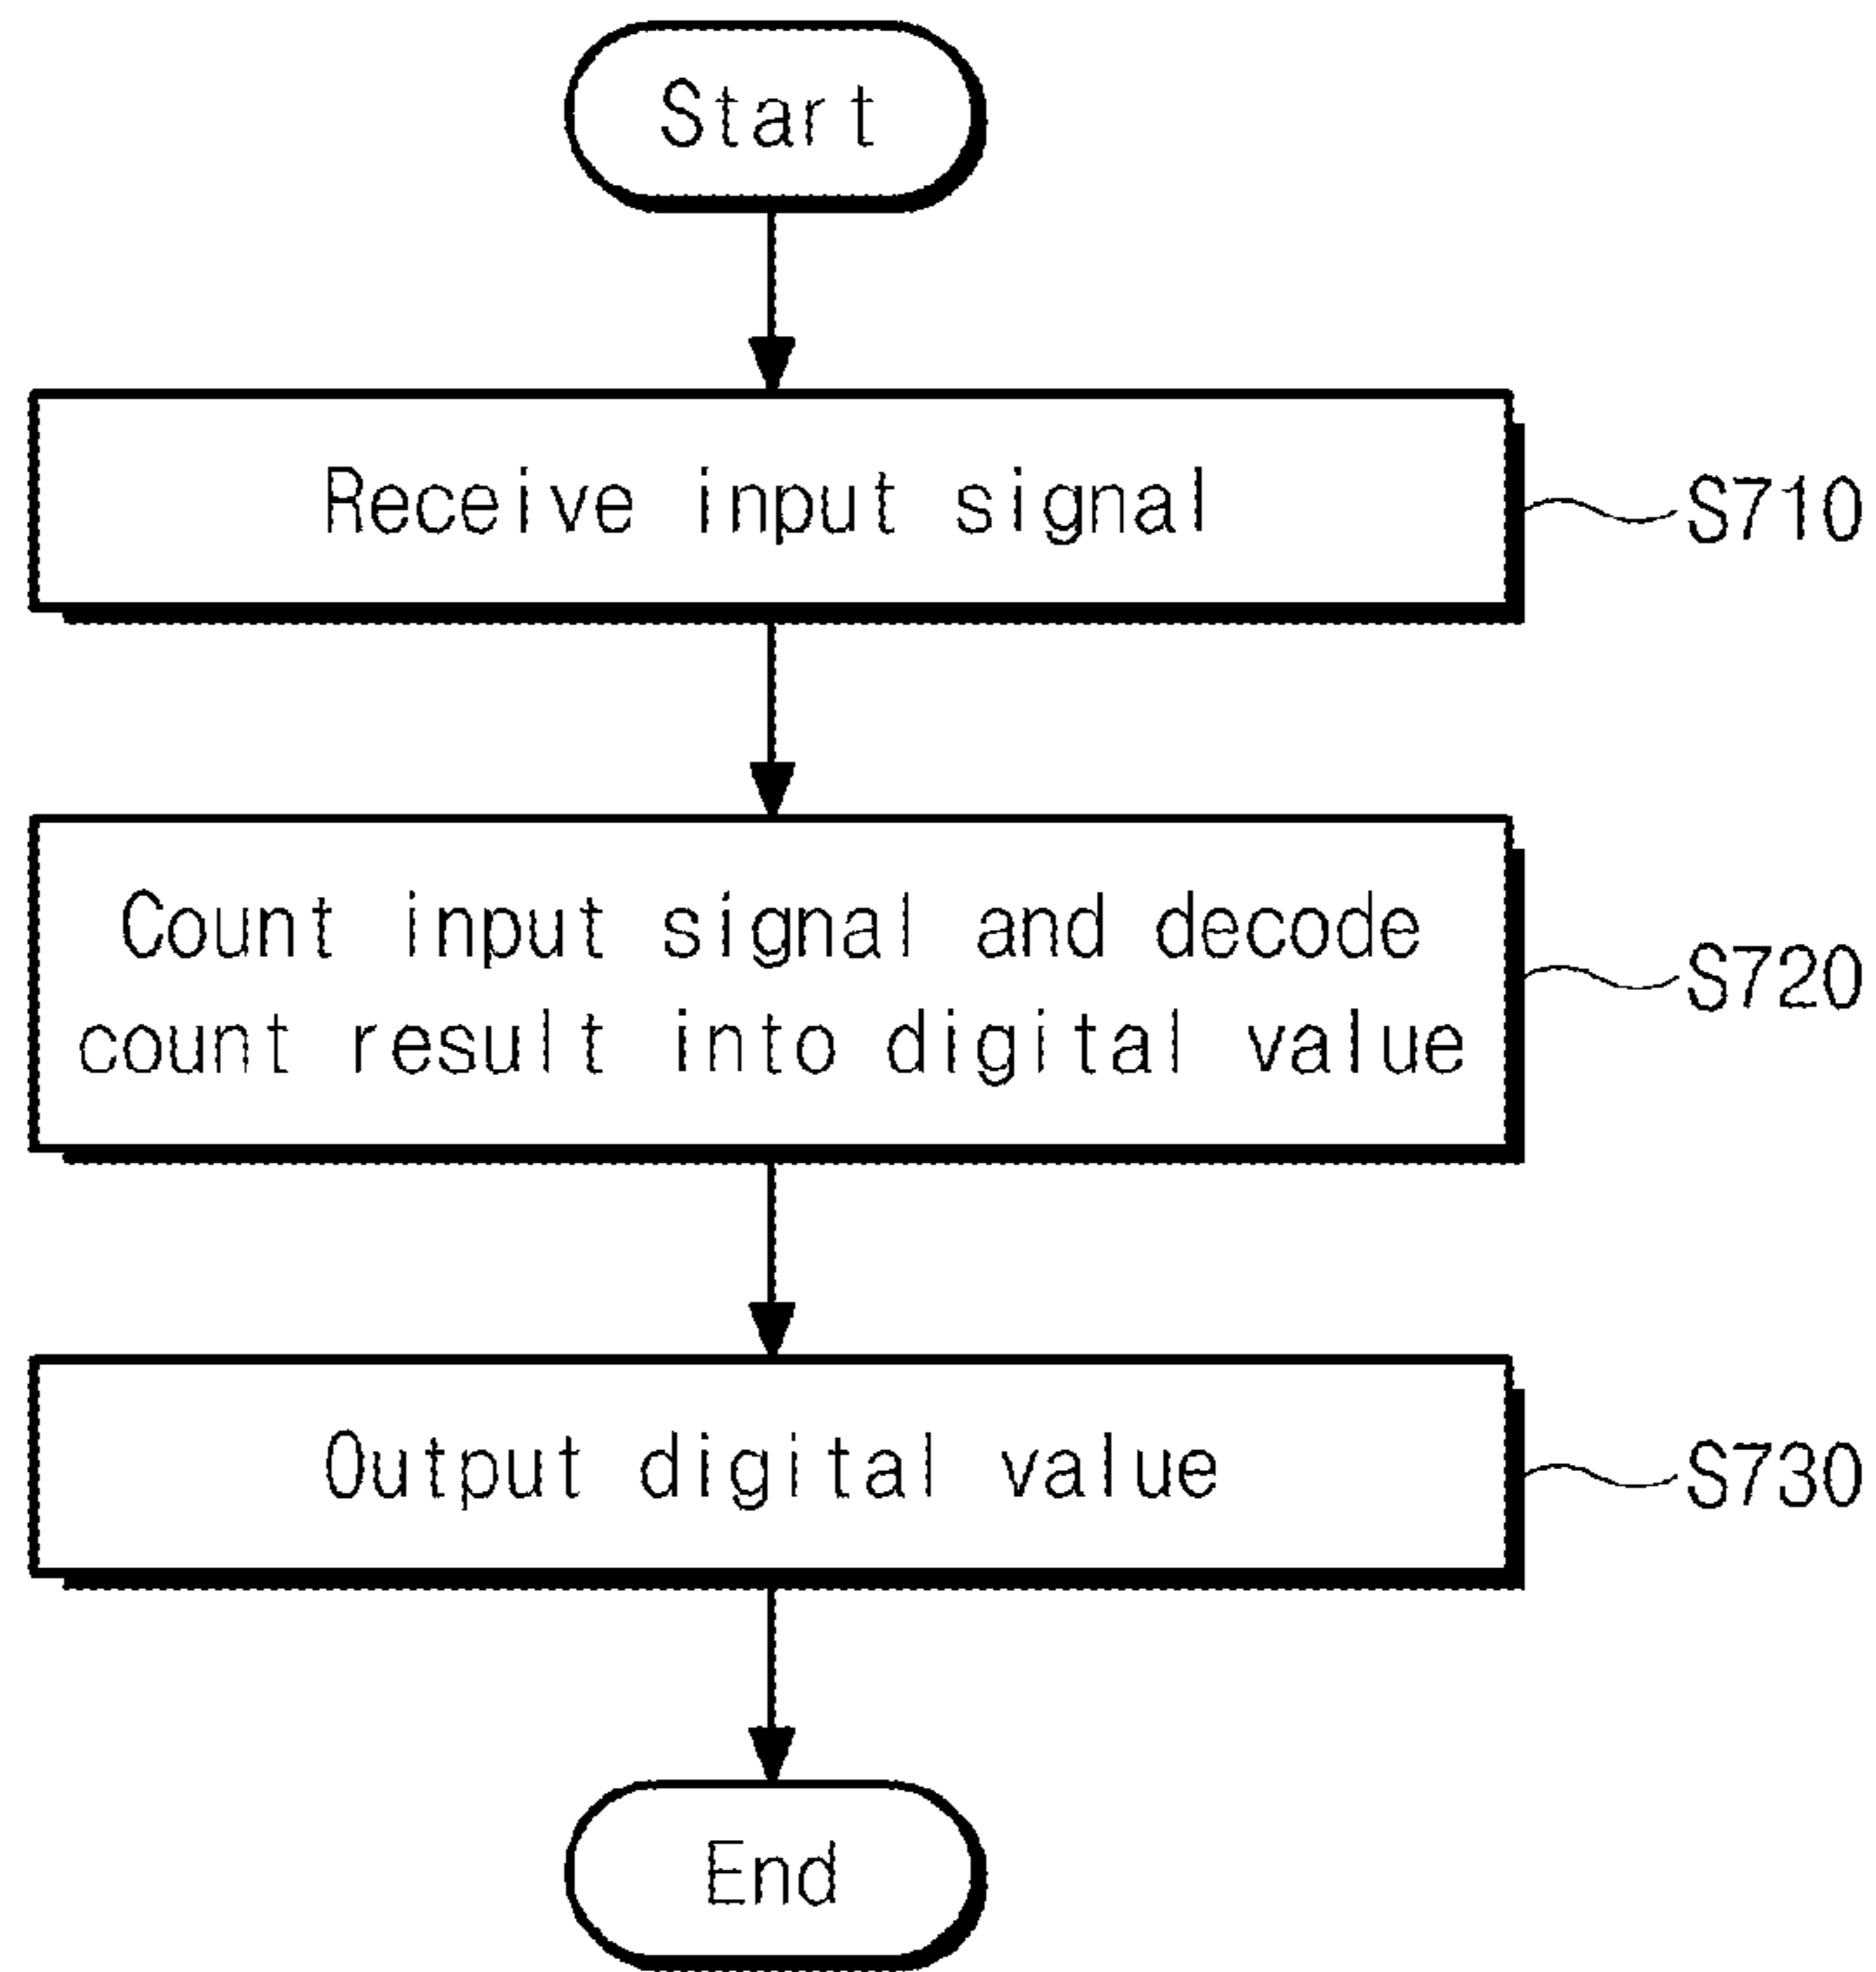 Start
Receive input signal
S710
Count input signal and decode
count result into digital value
S720
Output digital value
S730
End